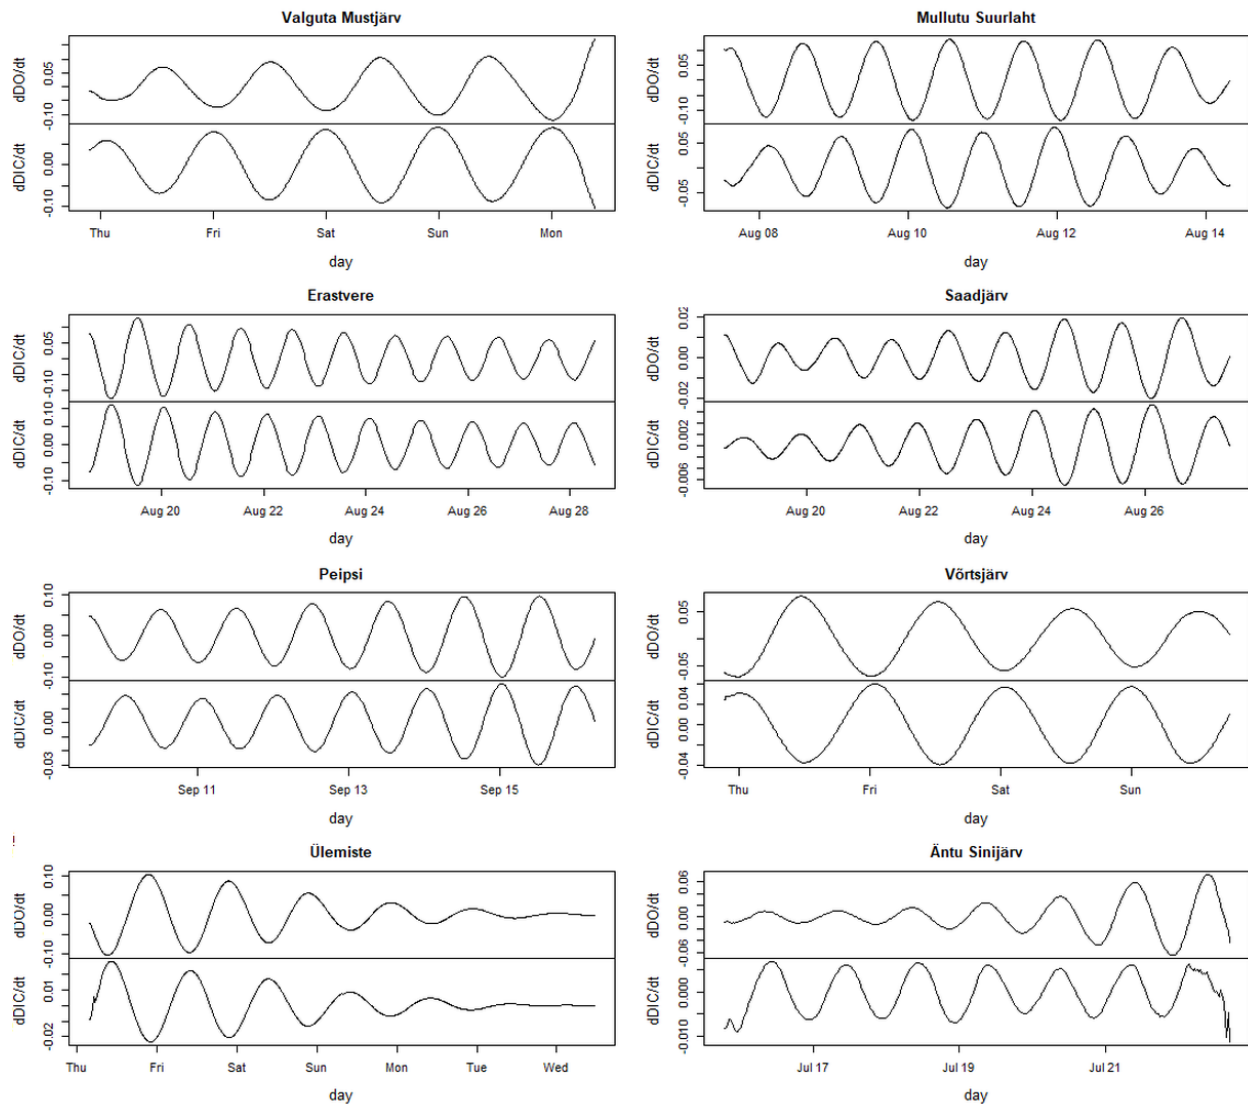 Valguta Mustjärv
dDO/dt
0.05
-0.10
dDIC/dt
0.00
-0.10
Thu Fri Sat Sun Mon
day
Mullutu Suurlaht
dDO/dt
0.05
-0.10
dDIC/dt
0.05
-0.05
Aug 08 Aug 10 Aug 12 Aug 14
day
Erastvere
dDIC/dt
0.05
-0.10
dDIC/dt
0.10
0.00
-0.10
Aug 20 Aug 22 Aug 24 Aug 26 Aug 28
day
Saadjärv
dDO/dt
0.02
0.00
-0.02
dDIC/dt
0.002
-0.006
Aug 20 Aug 22 Aug 24 Aug 26
day
Peipsi
dDO/dt
0.10
0.00
-0.10
dDIC/dt
0.00
-0.03
Sep 11 Sep 13 Sep 15
day
Võrtsjärv
dDO/dt
0.05
-0.05
dDIC/dt
0.04
0.00
-0.04
Thu Fri Sat Sun
day
!
Ülemiste
dDO/dt
0.10
0.00
-0.10
dDIC/dt
0.01
-0.02
Thu Fri Sat Sun Mon Tue Wed
day
Äntu Sinijärv
dDO/dt
0.06
0.00
-0.06
dDIC/dt
0.000
-0.010
Jul 17 Jul 19 Jul 21
day